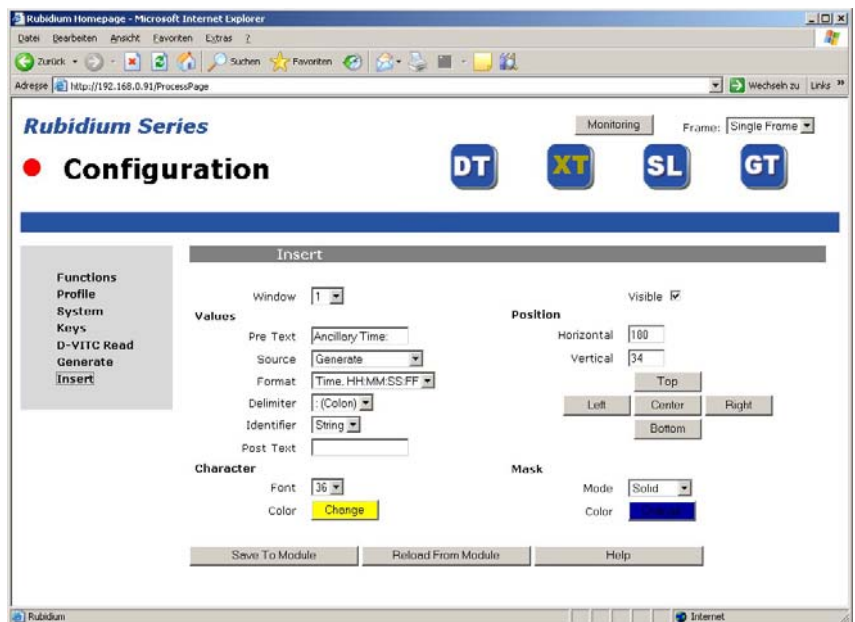 Rubidium Homepage - Microsoft Internet Explorer
Datei Bearbeiten Ansicht Favoriten Extras ?
Zurück Suchen Favoriten
Adresse http://192.168.0.91/ProcessPage Wechseln zu Links »
Rubidium Series Monitoring Frame: Single Frame
Configuration DT XT SL GT
Insert
Functions
Profile
System
Keys
D-VITC Read
Generate
Insert
Window 1 Visible
Values Position
Pre Text Ancillary Time: Horizontal 180
Source Generate Vertical 34
Format Time. HH:MM:SS:FF Top
Delimiter : (Colon) Left Center Right
Identifier String Bottom
Post Text
Character Mask
Font 36 Mode Solid
Color Change Color
Save To Module Reload From Module Help
Rubidium Internet